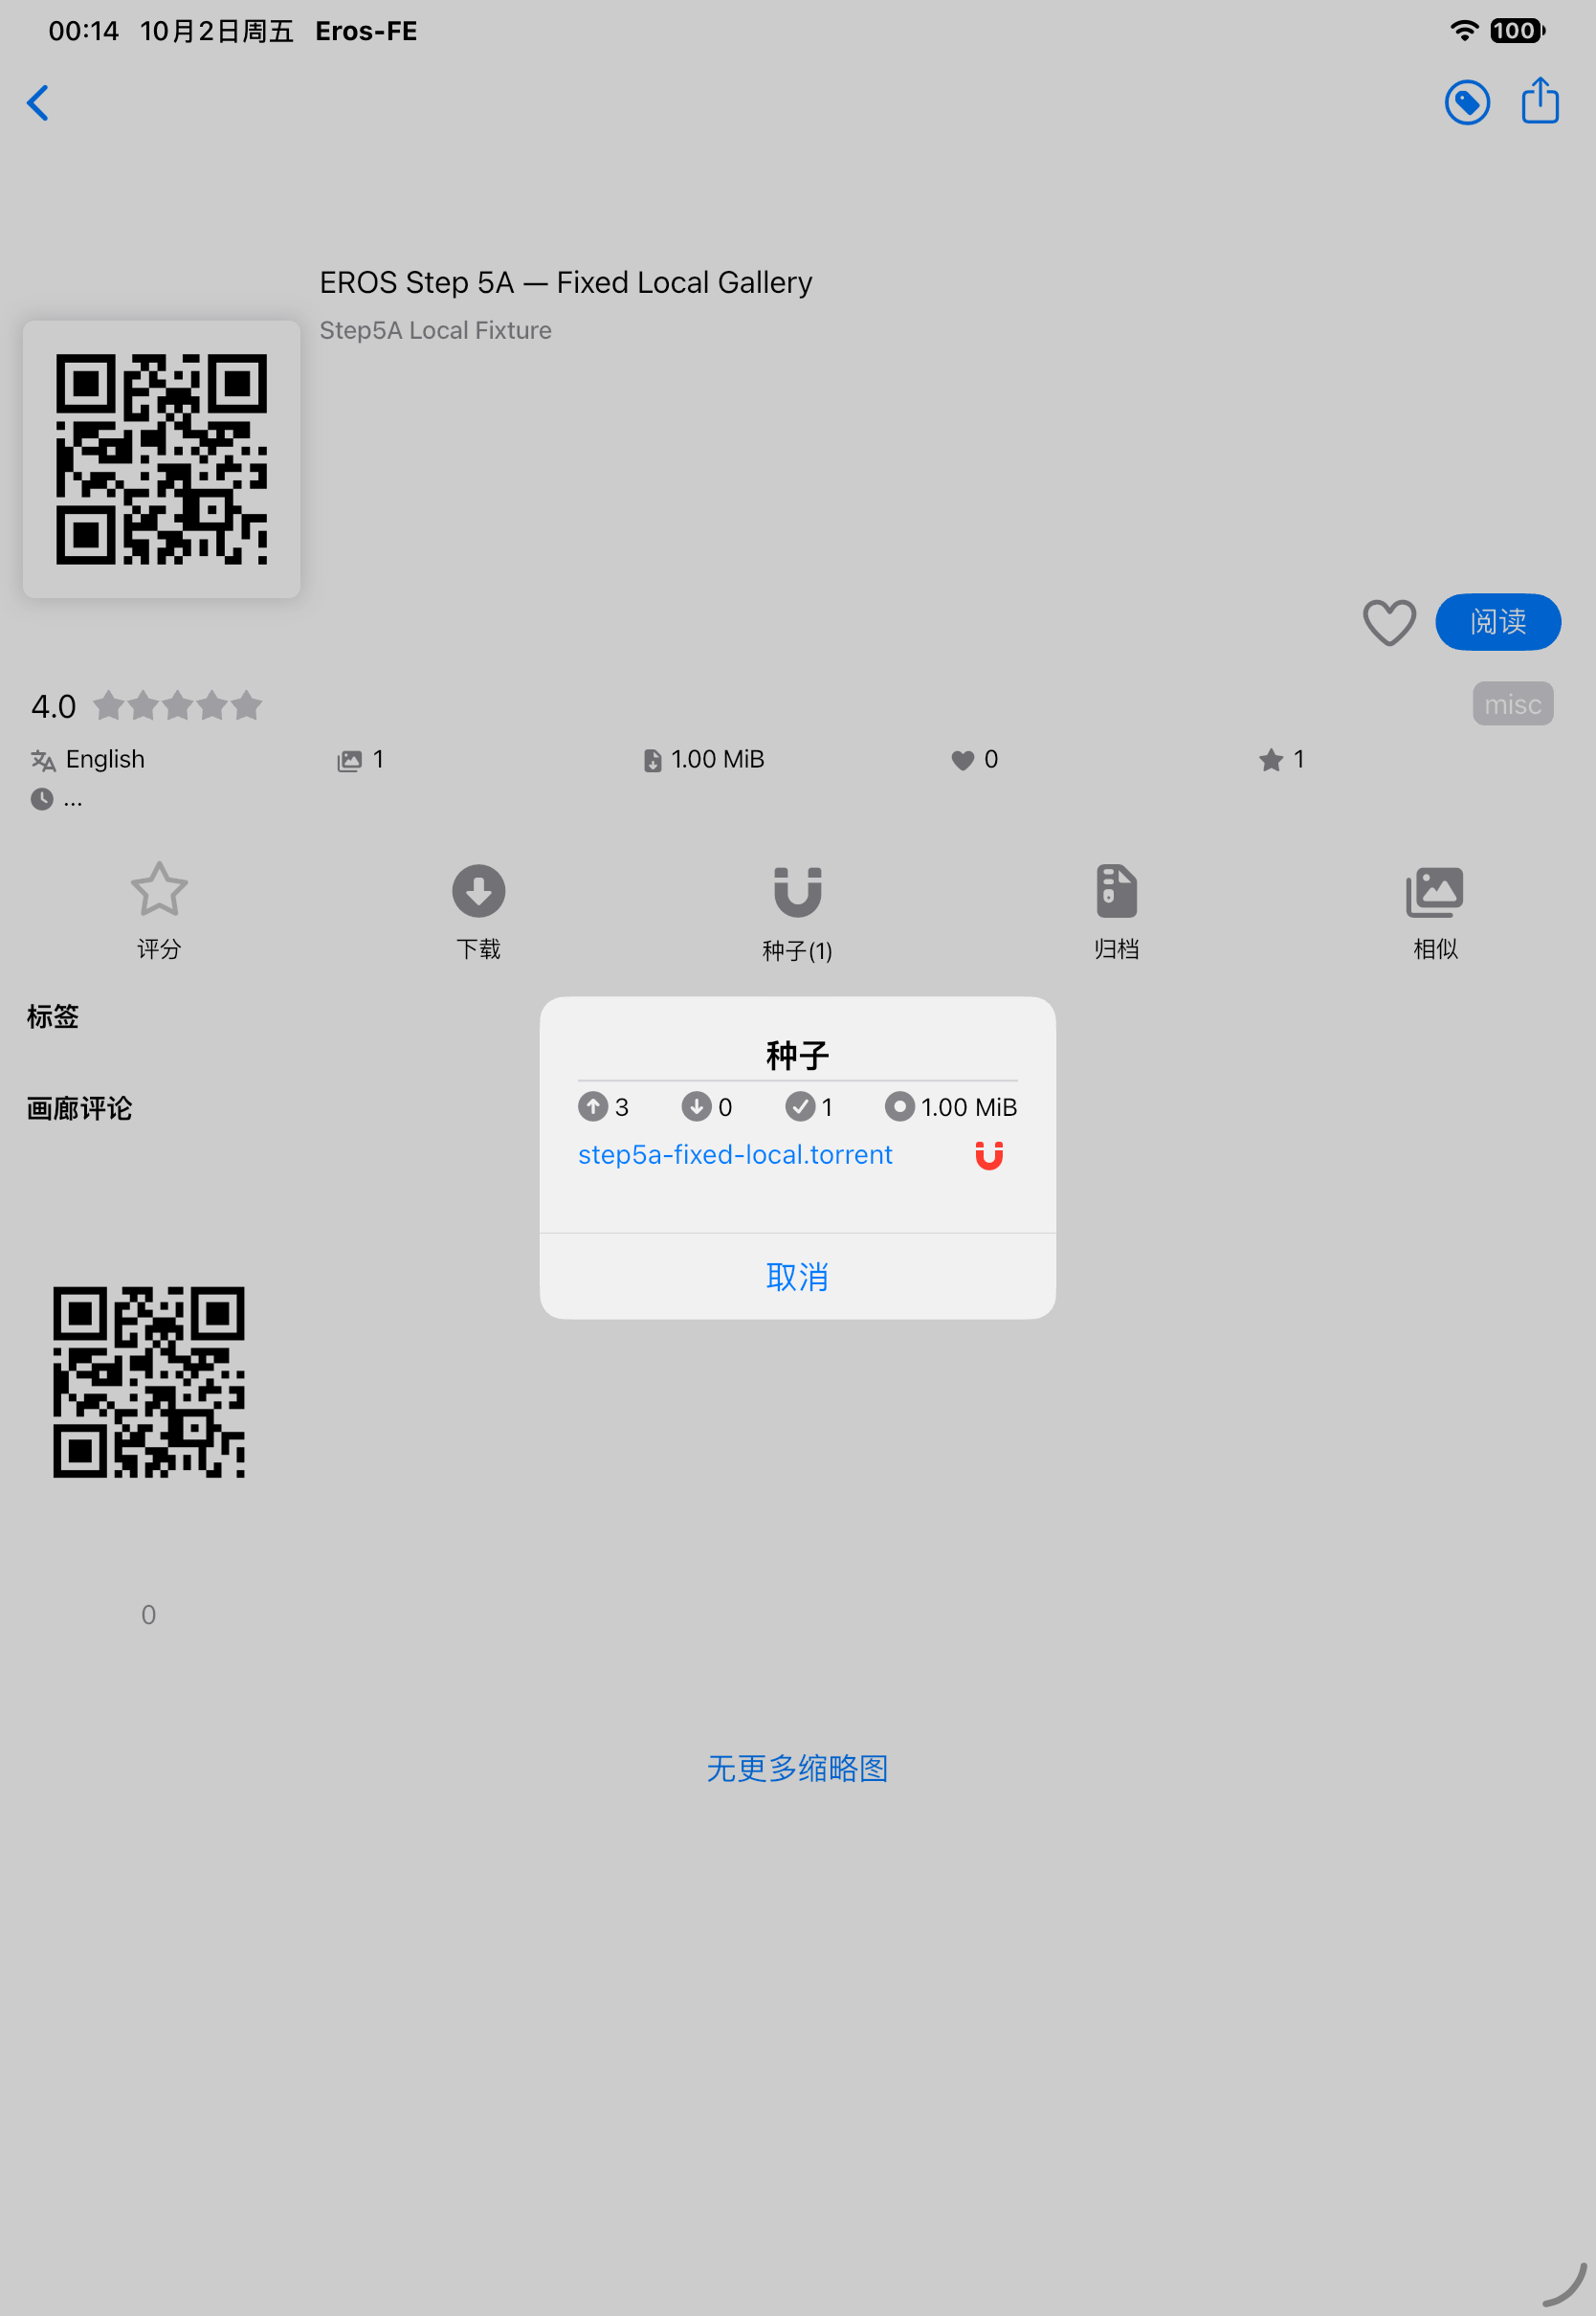 00:14 10月2日周五 Eros-FE 100
EROS Step 5A — Fixed Local Gallery
Step5A Local Fixture
阅读
4.0 misc
English 1 1.00 MiB 0 1
...
评分 下载 种子(1) 归档 相似
标签
画廊评论
种子
3 0 1 1.00 MiB
step5a-fixed-local.torrent
取消
0
无更多缩略图